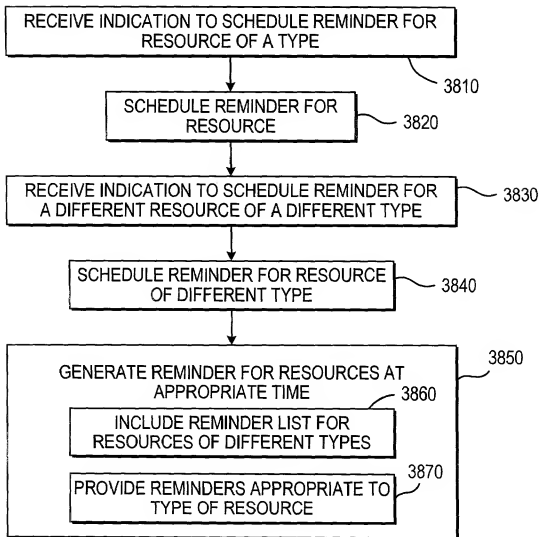 RECEIVE INDICATION TO SCHEDULE REMINDER FOR
RESOURCE OF A TYPE
3810
SCHEDULE REMINDER FOR
RESOURCE
3820
RECEIVE INDICATION TO SCHEDULE REMINDER FOR
A DIFFERENT RESOURCE OF A DIFFERENT TYPE
3830
SCHEDULE REMINDER FOR RESOURCE
OF DIFFERENT TYPE
3840
GENERATE REMINDER FOR RESOURCES AT
APPROPRIATE TIME
3850
3860
INCLUDE REMINDER LIST FOR
RESOURCES OF DIFFERENT TYPES
3870
PROVIDE REMINDERS APPROPRIATE TO
TYPE OF RESOURCE